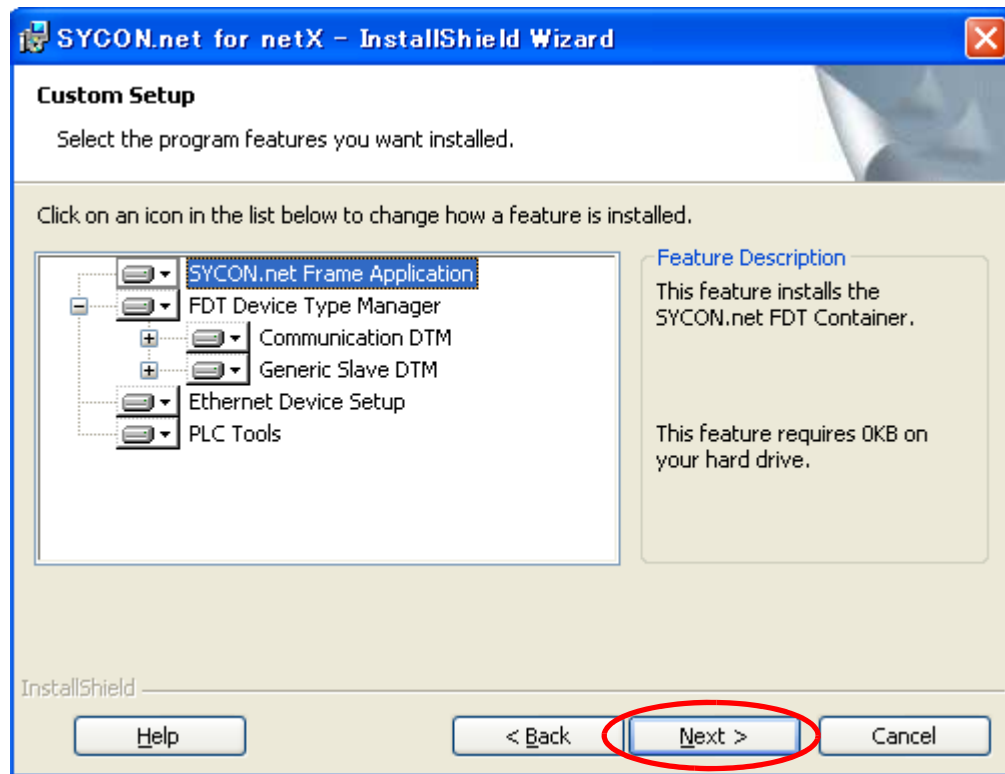 SYCON.net for netX - InstallShield Wizard
Custom Setup
Select the program features you want installed.
Click on an icon in the list below to change how a feature is installed.
SYCON.net Frame Application
FDT Device Type Manager
Communication DTM
Generic Slave DTM
Ethernet Device Setup
PLC Tools
Feature Description
This feature installs the
SYCON.net FDT Container.
This feature requires 0KB on
your hard drive.
InstallShield
Help
< Back
Next >
Cancel